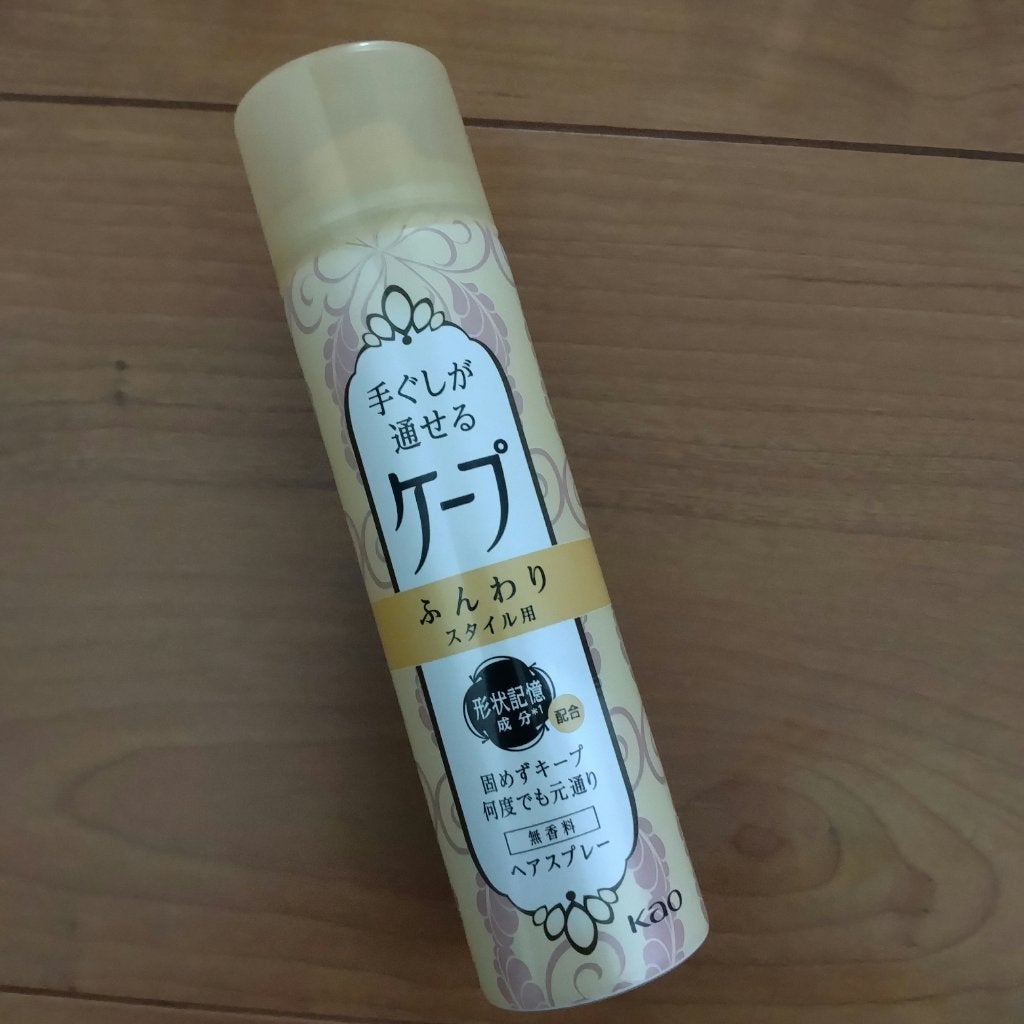 手ぐしが
通せる
ケープ
ふんわり
スタイル用
形状記憶
成分*1
配合
固めずキープ
何度でも元通り
無香料
ヘアスプレー
Kao